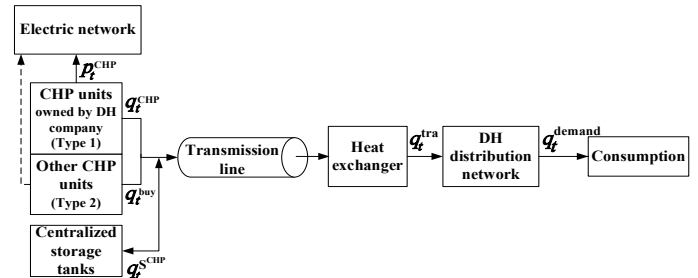 Electric network
p_t^CHP
CHP units
owned by DH
company
(Type 1)
q_t^CHP
Other CHP
units
(Type 2)
q_t^buy
Centralized
storage
tanks
q_t^S^CHP
Transmission
line
Heat
exchanger
q_t^tra
DH
distribution
network
q_t^demand
Consumption